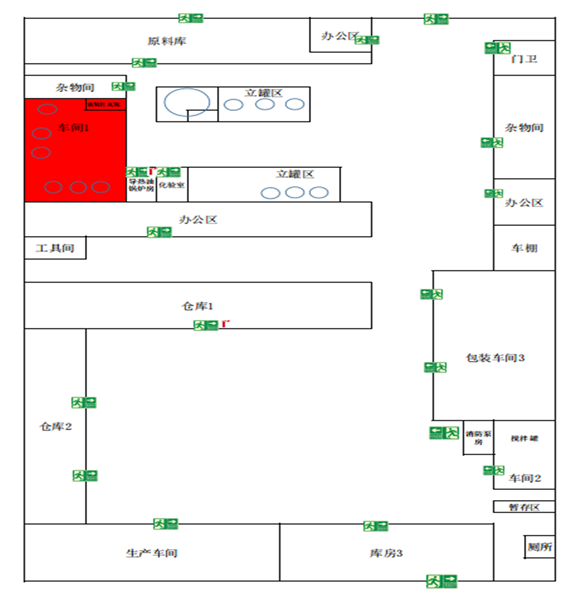 原料库
办公区
门卫
杂物间
立罐区
车间1
杂物间
导热油
锅炉房
化验室
立罐区
办公区
办公区
工具间
车棚
仓库1
包装车间3
仓库2
消防泵
房
搅拌罐
车间2
暂存区
生产车间
库房3
厕所